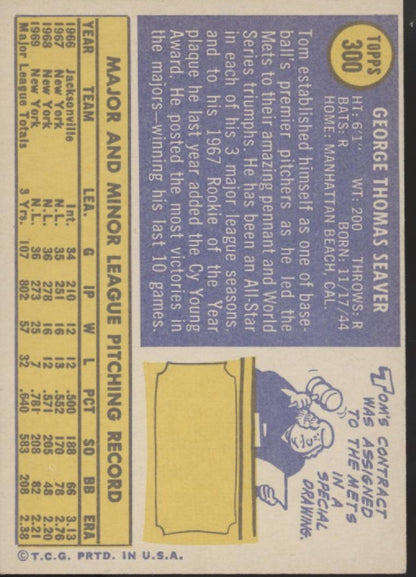 TOPPS
300
GEORGE THOMAS SEAVER
HT: 6'1" WT: 200 THROWS: R
BATS: R BORN: 11/17/44
HOME: MANHATTAN BEACH, CAL.
Tom established himself as one of base-
ball's premier pitchers as he led the
Mets to their amazing pennant and World
Series triumphs. He has been an All-Star
in each of his 3 major league seasons,
and to his 1967 Rookie of the Year
plaque he last year added the Cy Young
Award. He posted the most victories in
the majors—winning his last 10 games.
TOM'S CONTRACT
WAS ASSIGNED
TO THE METS
IN A
SPECIAL
DRAWING.
MAJOR AND MINOR LEAGUE PITCHING RECORD
YEAR TEAM LEA. G IP W L PCT SO BB ERA
1966 Jacksonville Int. 34 210 12 12 .500 188 66 3.13
1967 New York N.L. 35 251 16 13 .552 170 78 2.76
1968 New York N.L. 36 278 16 12 .571 205 48 2.20
1969 New York N.L. 36 273 25 7 .781 208 82 2.21
Major League Totals 3 Yrs. 107 802 57 32 .640 583 208 2.38
© T.C.G. PRTD. IN U.S.A.